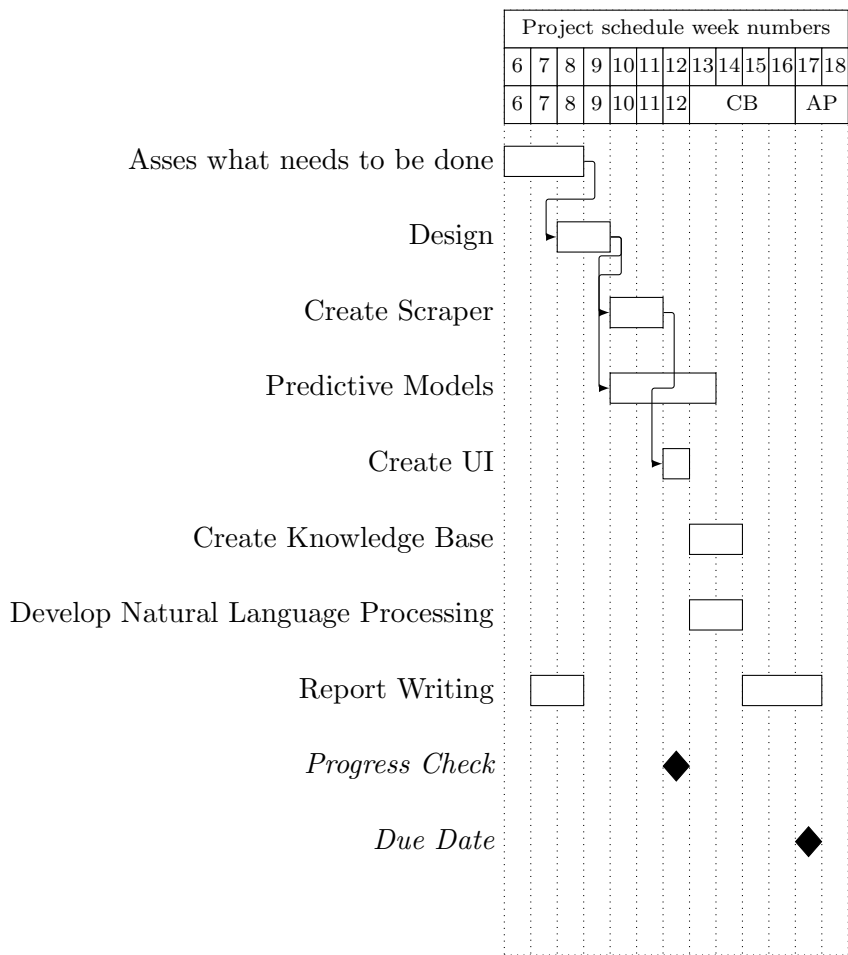 Project schedule week numbers
6 7 8 9 10 11 12 13 14 15 16 17 18
6 7 8 9 10 11 12 CB AP
Asses what needs to be done
Design
Create Scraper
Predictive Models
Create UI
Create Knowledge Base
Develop Natural Language Processing
Report Writing
Progress Check
Due Date